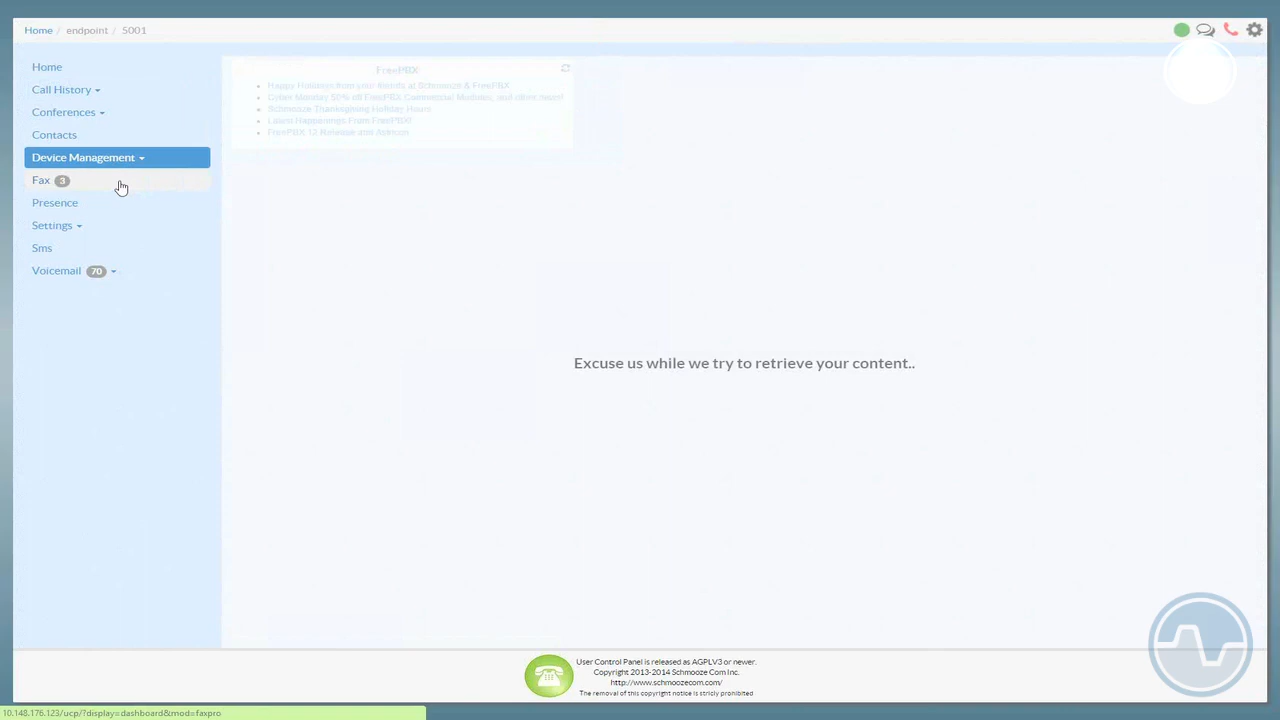 Home / endpoint / 5001
Home
Call History
Conferences
Contacts
Device Management
Fax 3
Presence
Settings
Sms
Voicemail 70
FreePBX
Happy Holidays from your friends at Schmooze & FreePBX
Cyber Monday 50% off FreePBX Commercial Modules, and others never!
Schmooze Thanksgiving Holiday Hours
Latest Happenings From FreePBX!
FreePBX 12 Release
Excuse us while we try to retrieve your content..
User Control Panel is released as AGPLV3 or newer.
Copyright 2013-2014 Schmooze Com Inc.
http://www.schmoozecom.com/
The removal of this copyright notice is stricly prohibited
10.148.176.123/ucp/?display=dashboard&mod=faxpro